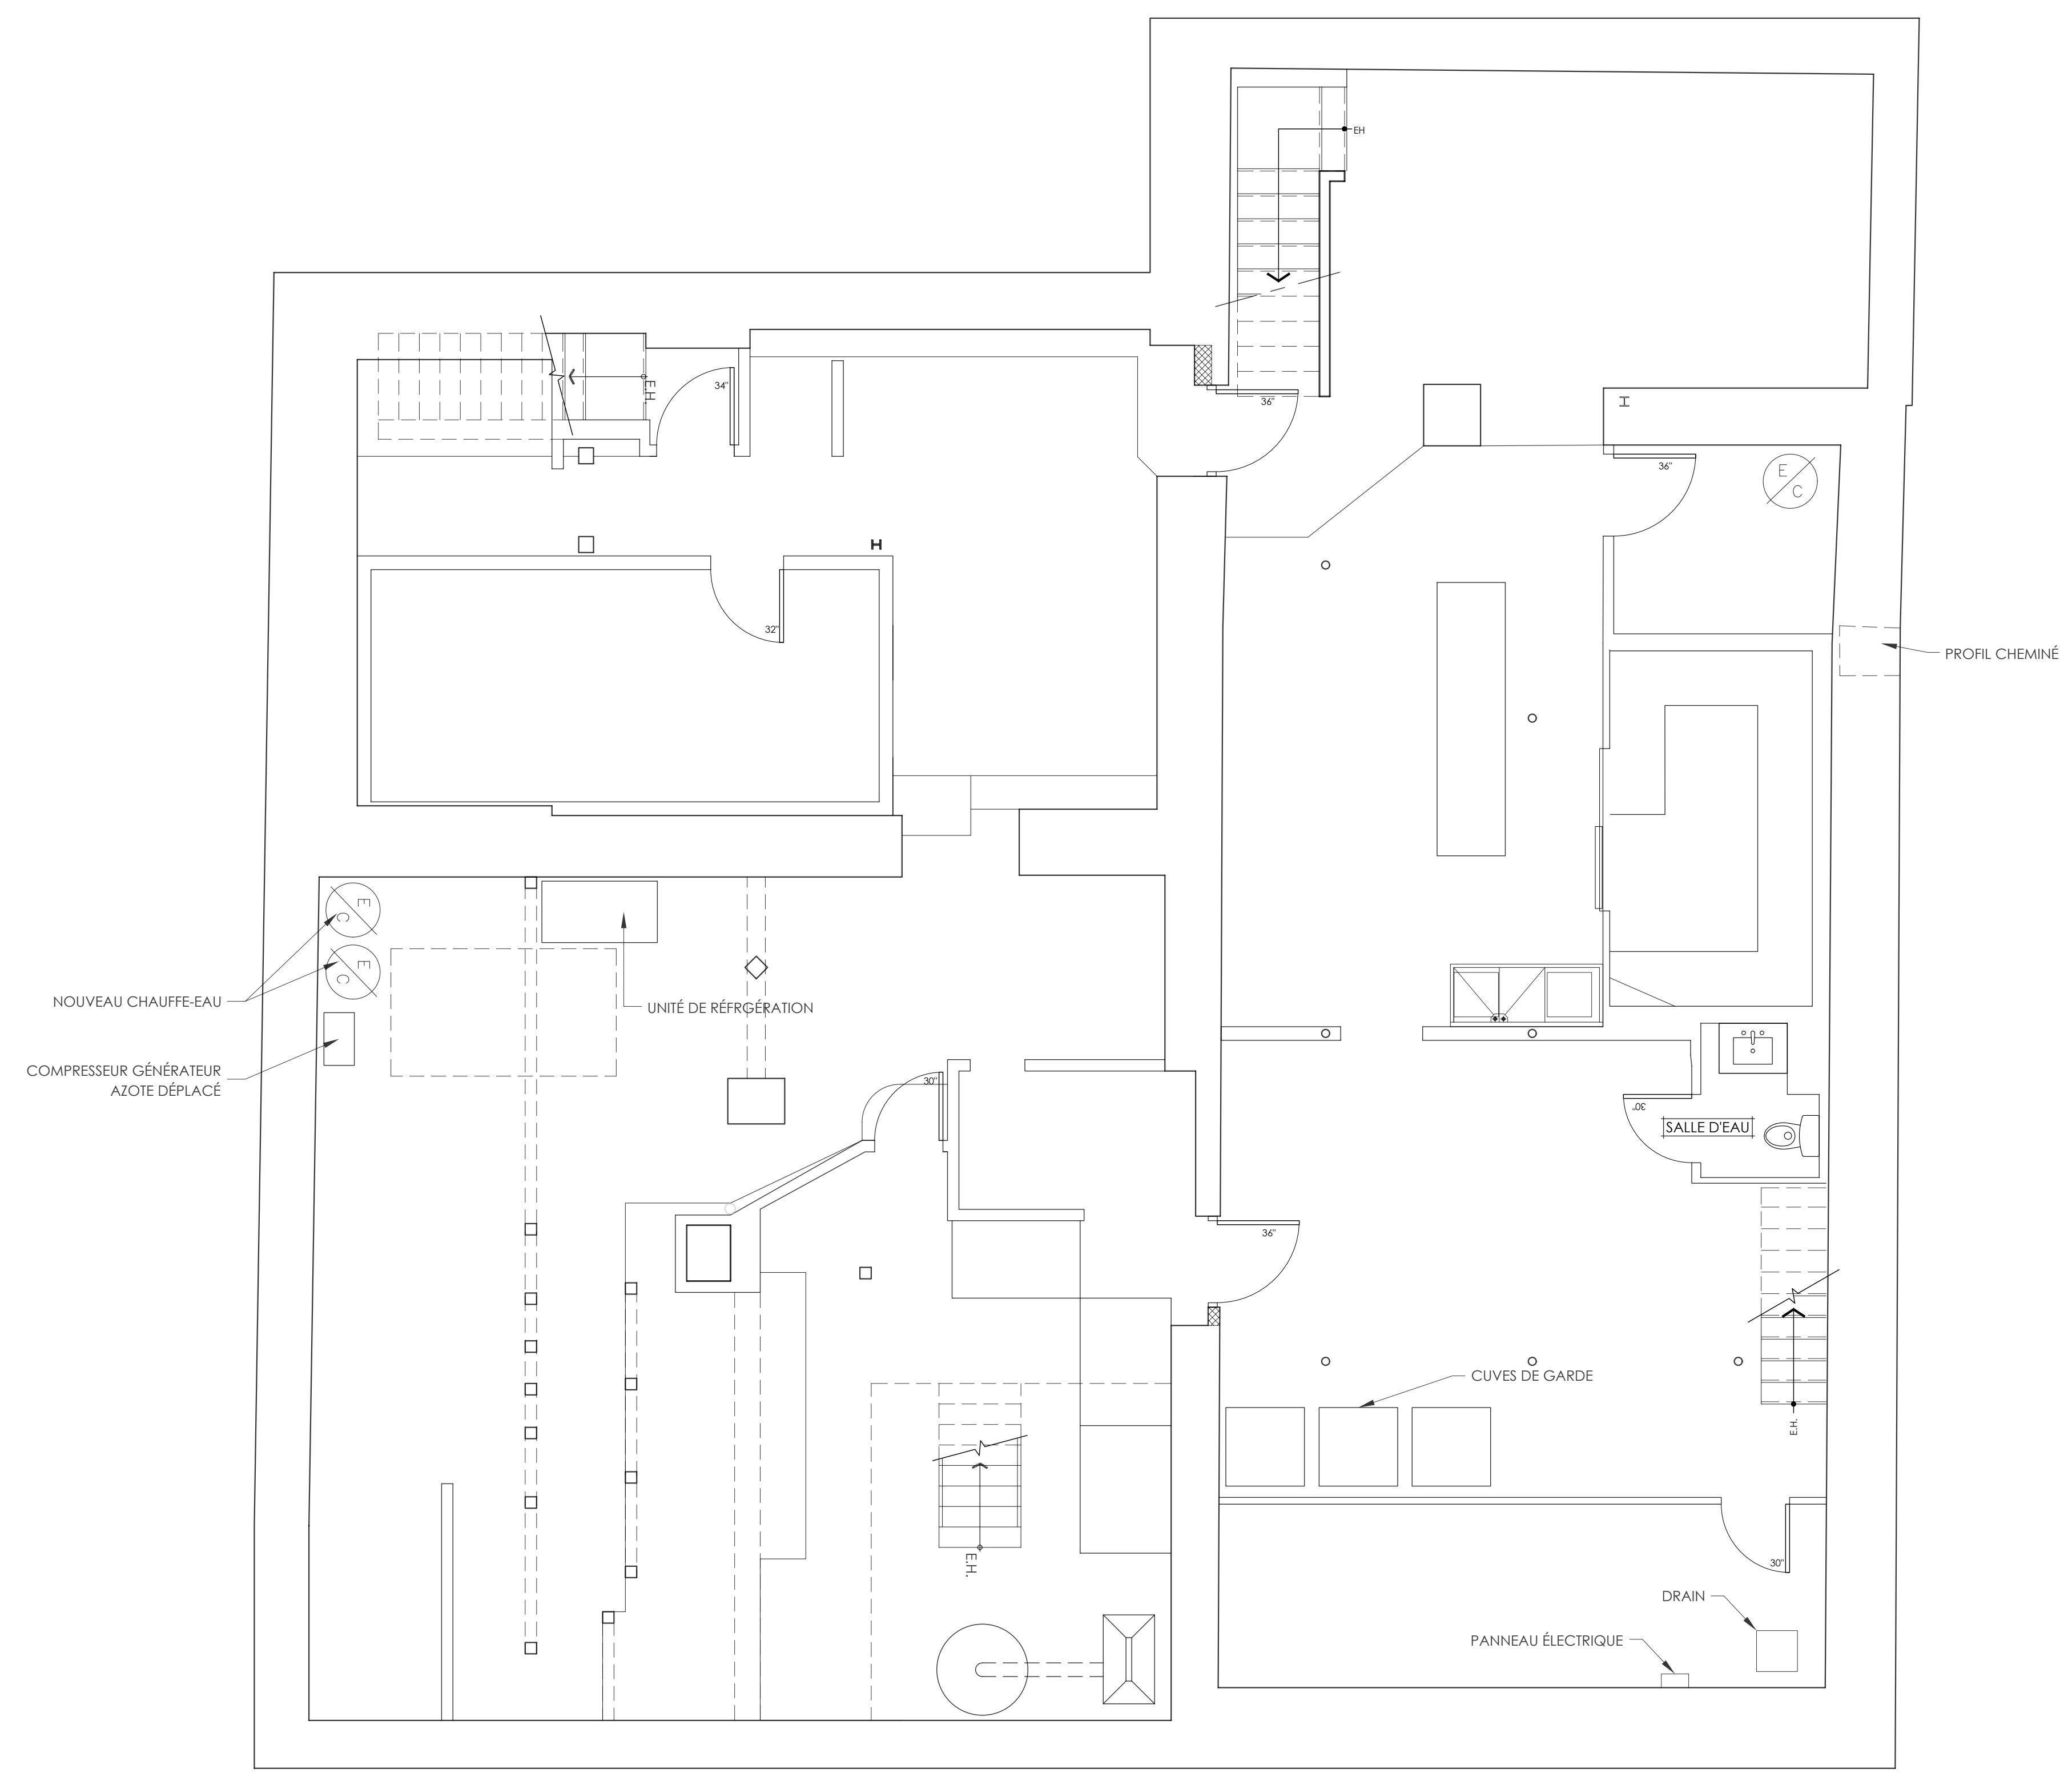 EH
E.H.
34"
36"
36"
E
C
32"
PROFIL CHEMINÉ
E
C
E
C
NOUVEAU CHAUFFE-EAU
UNITÉ DE RÉFRGÉRATION
COMPRESSEUR GÉNÉRATEUR
AZOTE DÉPLACÉ
30"
30"
SALLE D'EAU
36"
CUVES DE GARDE
E.H.
E.H.
30"
DRAIN
PANNEAU ÉLECTRIQUE